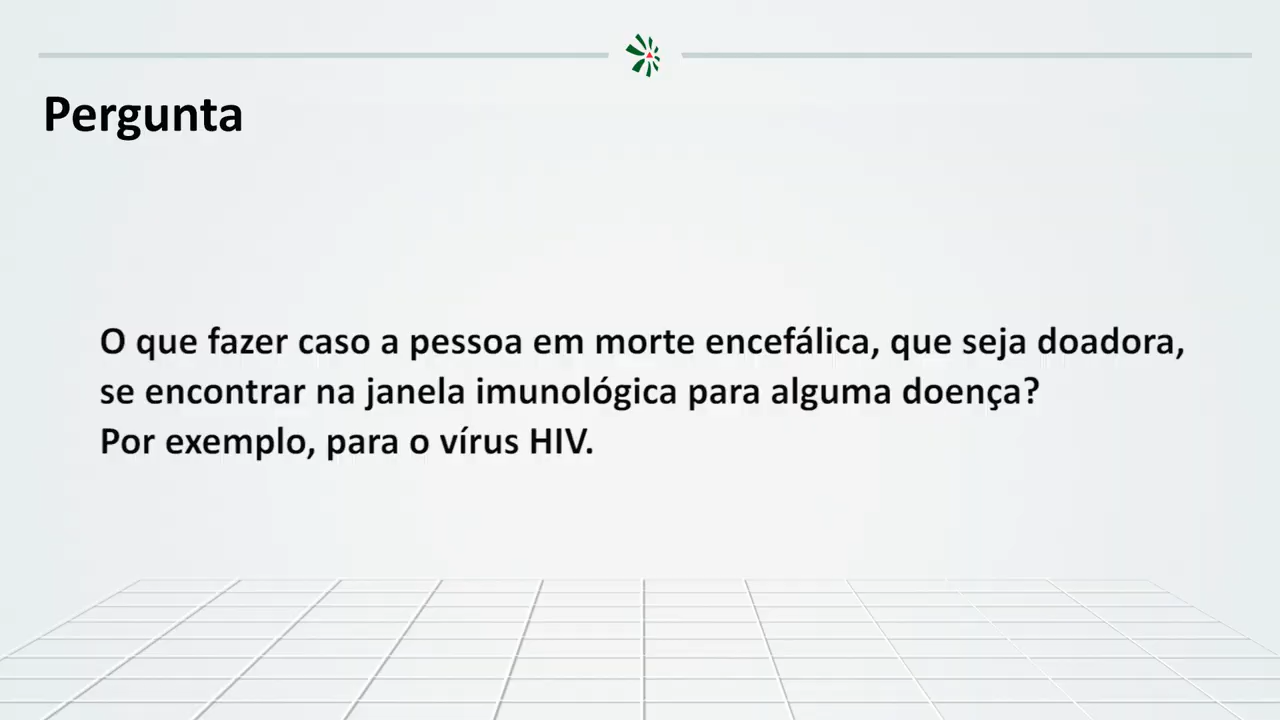 Pergunta
O que fazer caso a pessoa em morte encefálica, que seja doadora,
se encontrar na janela imunológica para alguma doença?
Por exemplo, para o vírus HIV.